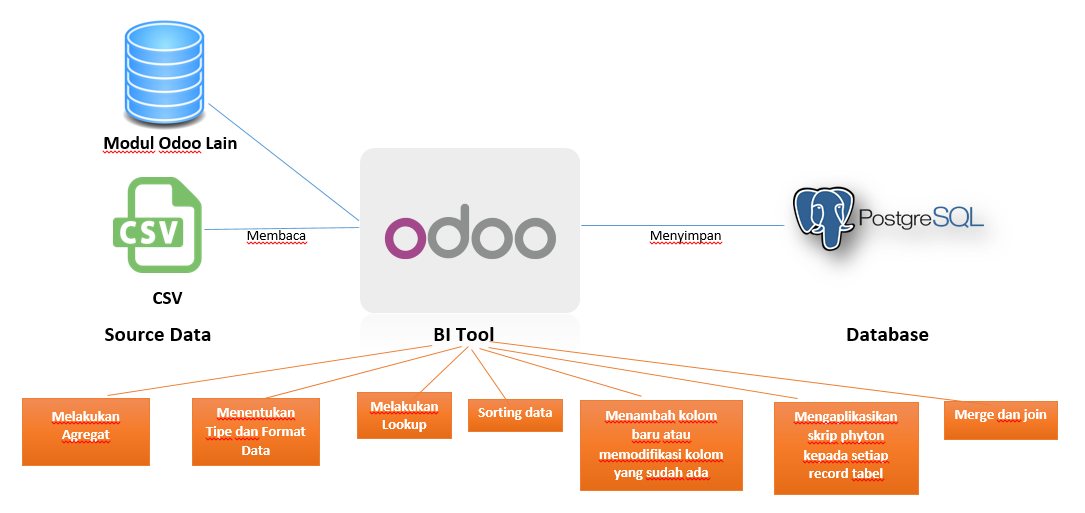 Modul Odoo Lain
CSV
CSV
Source Data
Membaca
odoo
BI Tool
Menyimpan
PostgreSQL
Database
Melakukan
Agregat
Menentukan
Tipe dan Format
Data
Melakukan
Lookup
Sorting data
Menambah kolom
baru atau
memodifikasi kolom
yang sudah ada
Mengaplikasikan
skrip phyton
kepada setiap
record tabel
Merge dan join